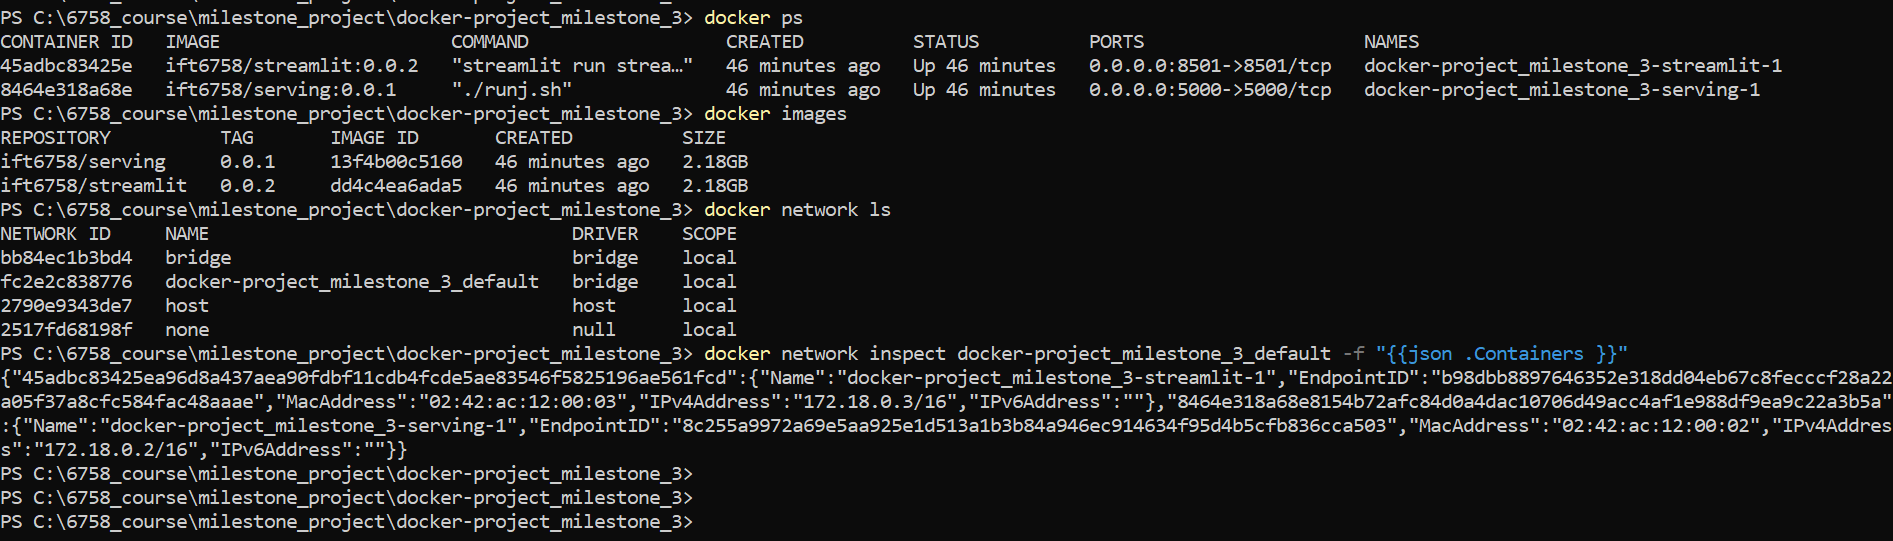 PS C:\6758_course\milestone_project\docker-project_milestone_3> docker ps
CONTAINER ID   IMAGE                   COMMAND                  CREATED          STATUS          PORTS                    NAMES
45adbc83425e   ift6758/streamlit:0.0.2   "streamlit run strea…"   46 minutes ago   Up 46 minutes   0.0.0.0:8501->8501/tcp   docker-project_milestone_3-streamlit-1
8464e318a68e   ift6758/serving:0.0.1     "./runj.sh"              46 minutes ago   Up 46 minutes   0.0.0.0:5000->5000/tcp   docker-project_milestone_3-serving-1
PS C:\6758_course\milestone_project\docker-project_milestone_3> docker images
REPOSITORY          TAG      IMAGE ID       CREATED          SIZE
ift6758/serving     0.0.1    13f4b00c5160   46 minutes ago   2.18GB
ift6758/streamlit   0.0.2    dd4c4ea6ada5   46 minutes ago   2.18GB
PS C:\6758_course\milestone_project\docker-project_milestone_3> docker network ls
NETWORK ID     NAME                                 DRIVER    SCOPE
bb84ec1b3bd4   bridge                               bridge    local
fc2e2c838776   docker-project_milestone_3_default   bridge    local
2790e9343de7   host                                 host      local
2517fd68198f   none                                 null      local
PS C:\6758_course\milestone_project\docker-project_milestone_3> docker network inspect docker-project_milestone_3_default -f "{{json .Containers }}"
{"45adbc83425ea96d8a437aea90fdbf11cdb4fcde5ae83546f5825196ae561fcd":{"Name":"docker-project_milestone_3-streamlit-1","EndpointID":"b98dbb8897646352e318dd04eb67c8fecccf28a22
a05f37a8cfc584fac48aaae","MacAddress":"02:42:ac:12:00:03","IPv4Address":"172.18.0.3/16","IPv6Address":""},"8464e318a68e8154b72afc84d0a4dac10706d49acc4af1e988df9ea9c22a3b5a"
:{"Name":"docker-project_milestone_3-serving-1","EndpointID":"8c255a9972a69e5aa925e1d513a1b3b84a946ec914634f95d4b5cfb836cca503","MacAddress":"02:42:ac:12:00:02","IPv4Addres
s":"172.18.0.2/16","IPv6Address":""}}
PS C:\6758_course\milestone_project\docker-project_milestone_3>
PS C:\6758_course\milestone_project\docker-project_milestone_3>
PS C:\6758_course\milestone_project\docker-project_milestone_3>